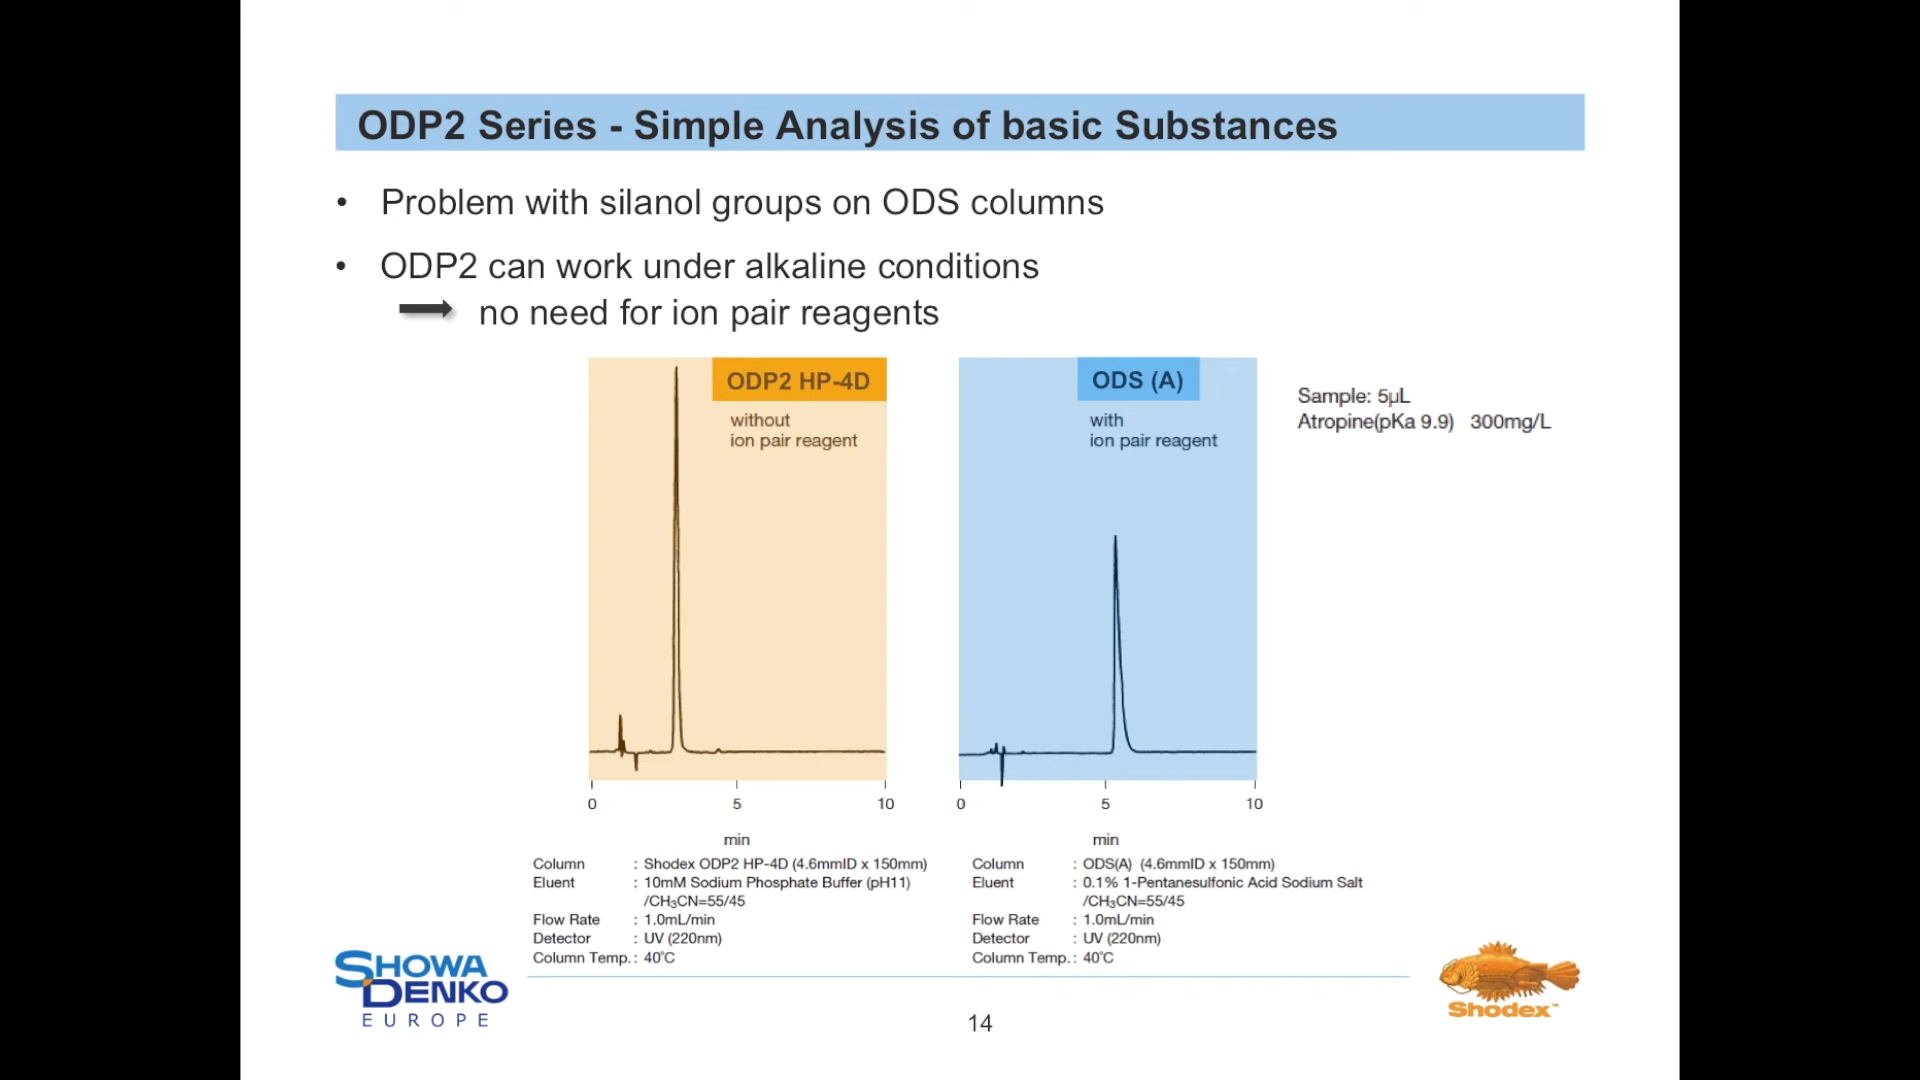 ODP2 Series - Simple Analysis of basic Substances
• Problem with silanol groups on ODS columns
• ODP2 can work under alkaline conditions
no need for ion pair reagents
ODP2 HP-4D
without
ion pair reagent
0 5 10
min
ODS (A)
with
ion pair reagent
0 5 10
min
Sample: 5µL
Atropine(pKa 9.9) 300mg/L
Column : Shodex ODP2 HP-4D (4.6mmID x 150mm)
Eluent : 10mM Sodium Phosphate Buffer (pH11)
/CH₃CN=55/45
Flow Rate : 1.0mL/min
Detector : UV (220nm)
Column Temp. : 40°C
Column : ODS(A) (4.6mmID x 150mm)
Eluent : 0.1% 1-Pentanesulfonic Acid Sodium Salt
/CH₃CN=55/45
Flow Rate : 1.0mL/min
Detector : UV (220nm)
Column Temp. : 40°C
SHOWA
DENKO
EUROPE
14
Shodex™